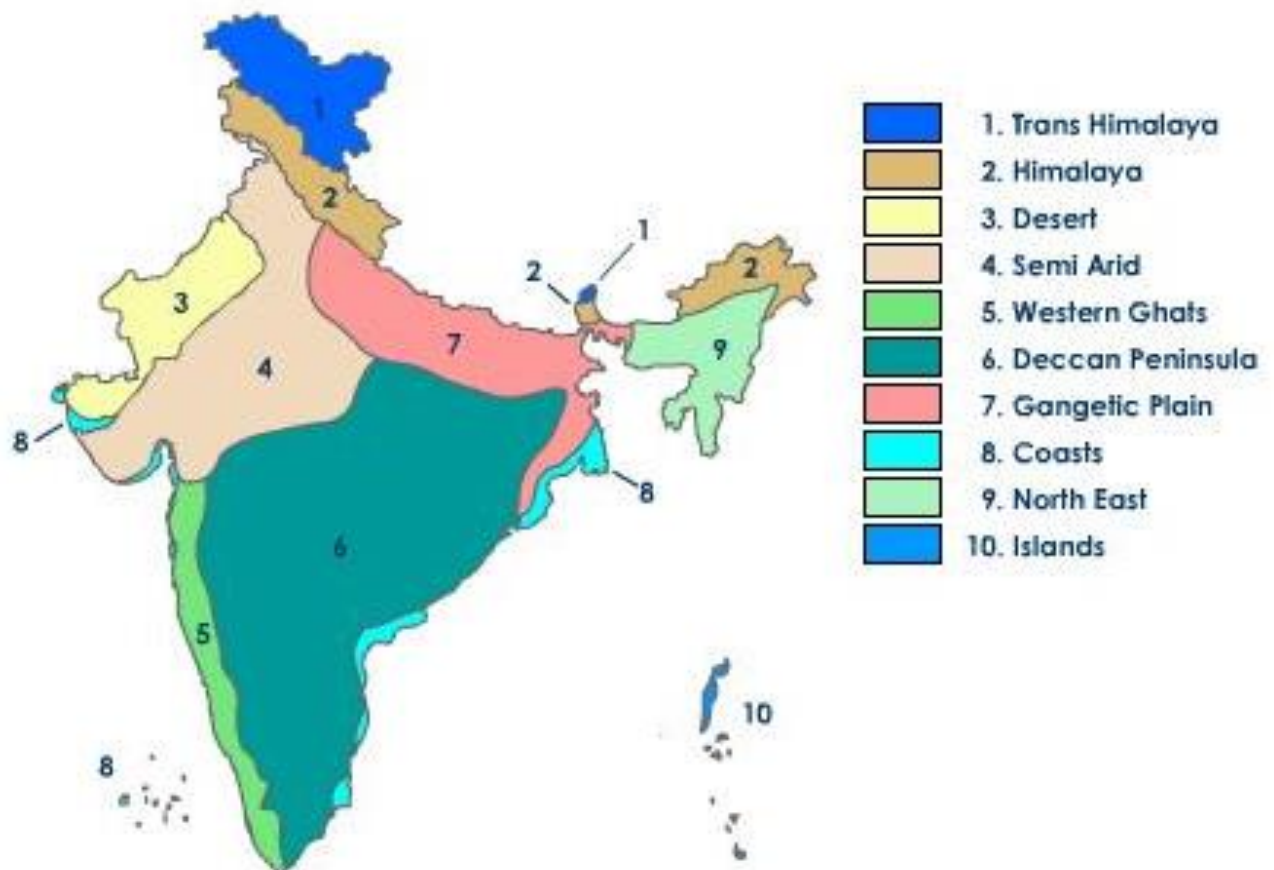 1
2
1
2
2
3
7
9
4
8
8
6
5
10
8
1. Trans Himalaya
2. Himalaya
3. Desert
4. Semi Arid
5. Western Ghats
6. Deccan Peninsula
7. Gangetic Plain
8. Coasts
9. North East
10. Islands